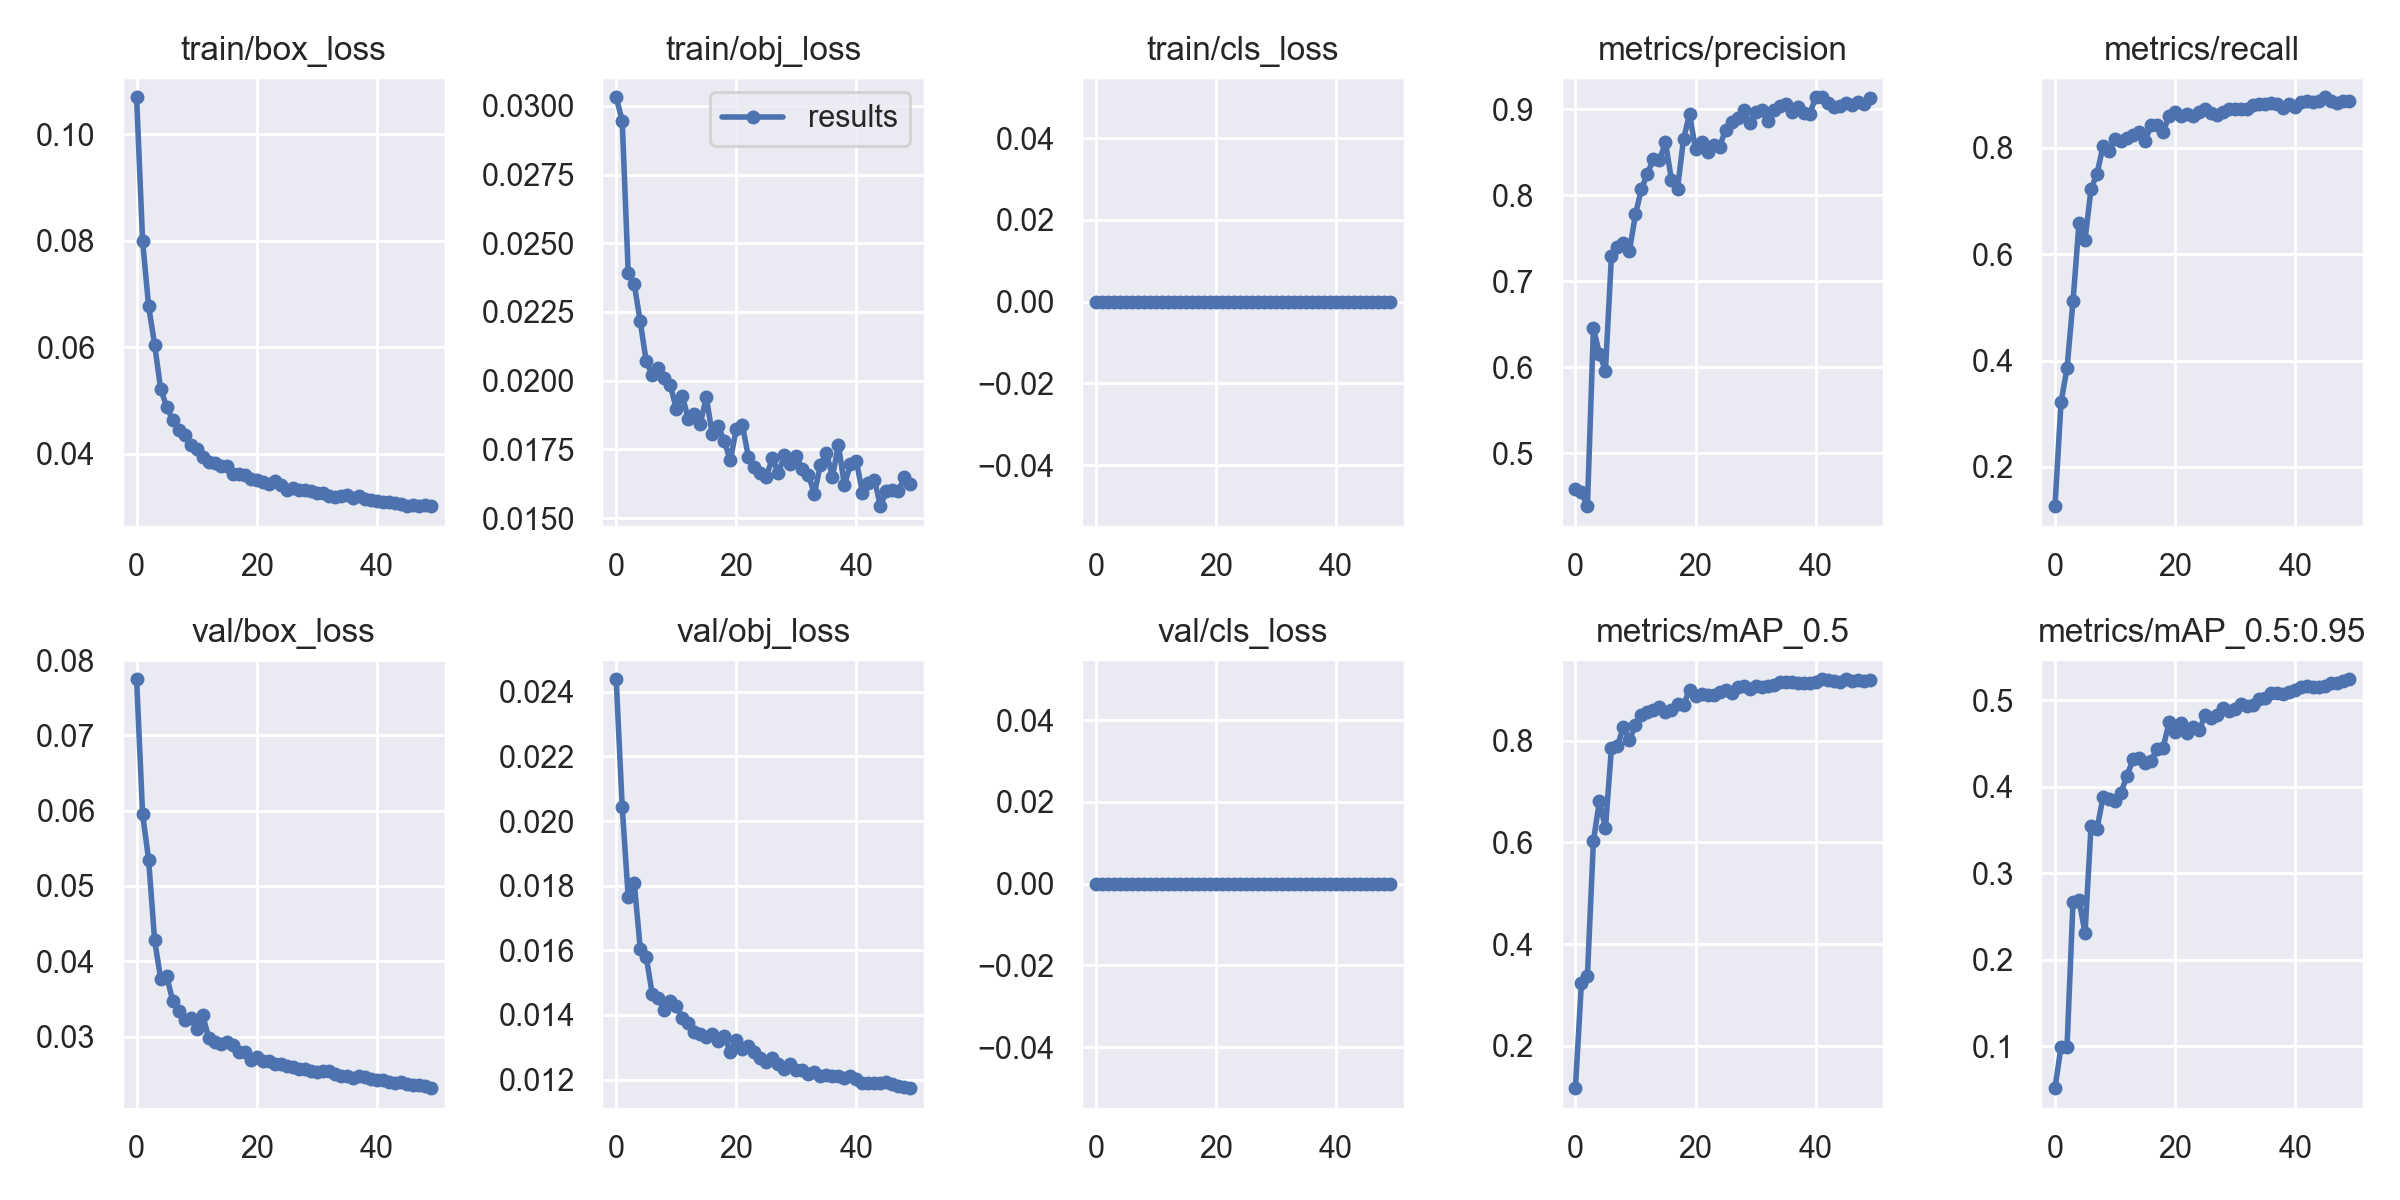 train/box_loss
train/obj_loss
train/cls_loss
metrics/precision
metrics/recall
0.10
0.08
0.06
0.04
0 20 40
results
0.0300
0.0275
0.0250
0.0225
0.0200
0.0175
0.0150
0 20 40
0.04
0.02
0.00
−0.02
−0.04
0 20 40
0.9
0.8
0.7
0.6
0.5
0 20 40
0.8
0.6
0.4
0.2
0 20 40
val/box_loss
val/obj_loss
val/cls_loss
metrics/mAP_0.5
metrics/mAP_0.5:0.95
0.08
0.07
0.06
0.05
0.04
0.03
0 20 40
0.024
0.022
0.020
0.018
0.016
0.014
0.012
0 20 40
0.04
0.02
0.00
−0.02
−0.04
0 20 40
0.8
0.6
0.4
0.2
0 20 40
0.5
0.4
0.3
0.2
0.1
0 20 40